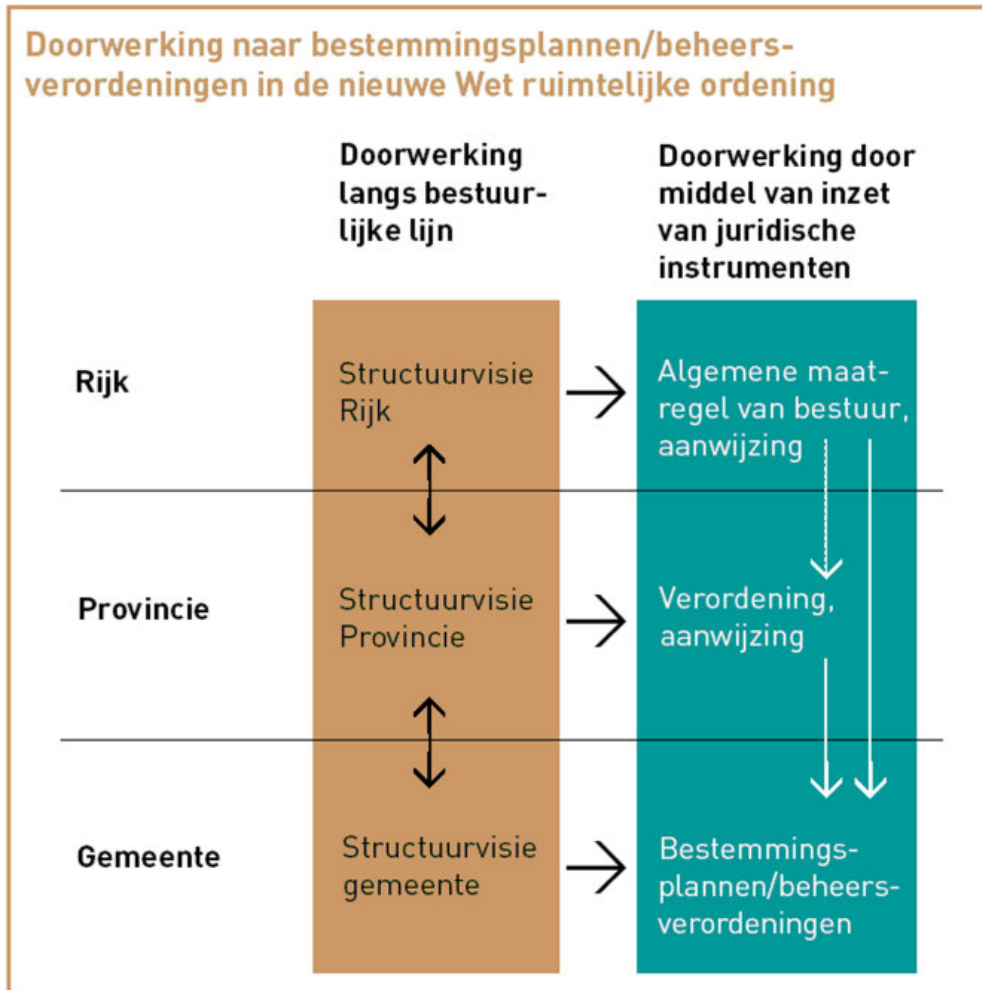 Doorwerking naar bestemmingsplannen/beheers-
verordeningen in de nieuwe Wet ruimtelijke ordening
Doorwerking
langs bestuur-
lijke lijn
Doorwerking door
middel van inzet
van juridische
instrumenten
Rijk
Structuurvisie
Rijk
Algemene maat-
regel van bestuur,
aanwijzing
Provincie
Structuurvisie
Provincie
Verordening,
aanwijzing
Gemeente
Structuurvisie
gemeente
Bestemmings-
plannen/beheers-
verordeningen